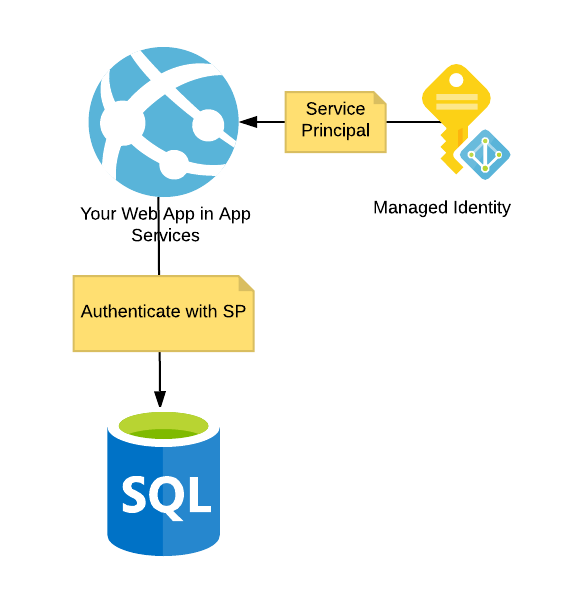 Service
Principal
Your Web App in App
Services
Managed Identity
Authenticate with SP
SQL